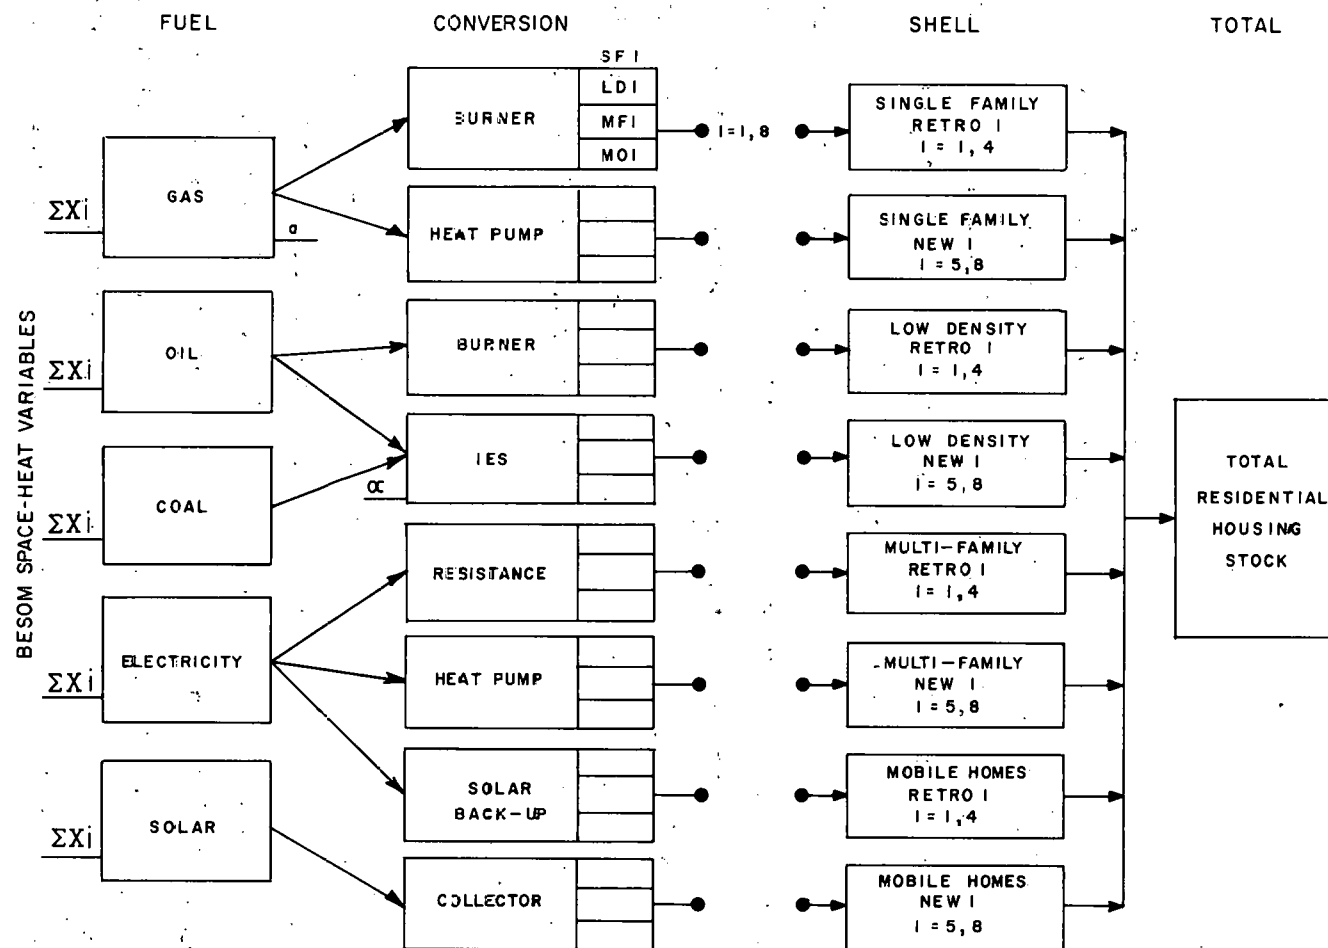 FUEL
CONVERSION
SHELL
TOTAL
BESOM SPACE-HEAT VARIABLES
ΣXi
GAS
a
ΣXi
OIL
ΣXi
COAL
ΣXi
ELECTRICITY
ΣXi
SOLAR
BURNER
SFI
LDI
MFI
MOI
I=1,8
HEAT PUMP
BURNER
IES
α
RESISTANCE
HEAT PUMP
SOLAR
BACK-UP
COLLECTOR
SINGLE FAMILY
RETRO I
I = 1, 4
SINGLE FAMILY
NEW I
I = 5,8
LOW DENSITY
RETRO I
I = 1,4
LOW DENSITY
NEW I
I = 5,8
MULTI-FAMILY
RETRO I
I = 1,4
MULTI-FAMILY
NEW I
I = 5,8
MOBILE HOMES
RETRO I
I = 1,4
MOBILE HOMES
NEW I
I = 5,8
TOTAL
RESIDENTIAL
HOUSING
STOCK